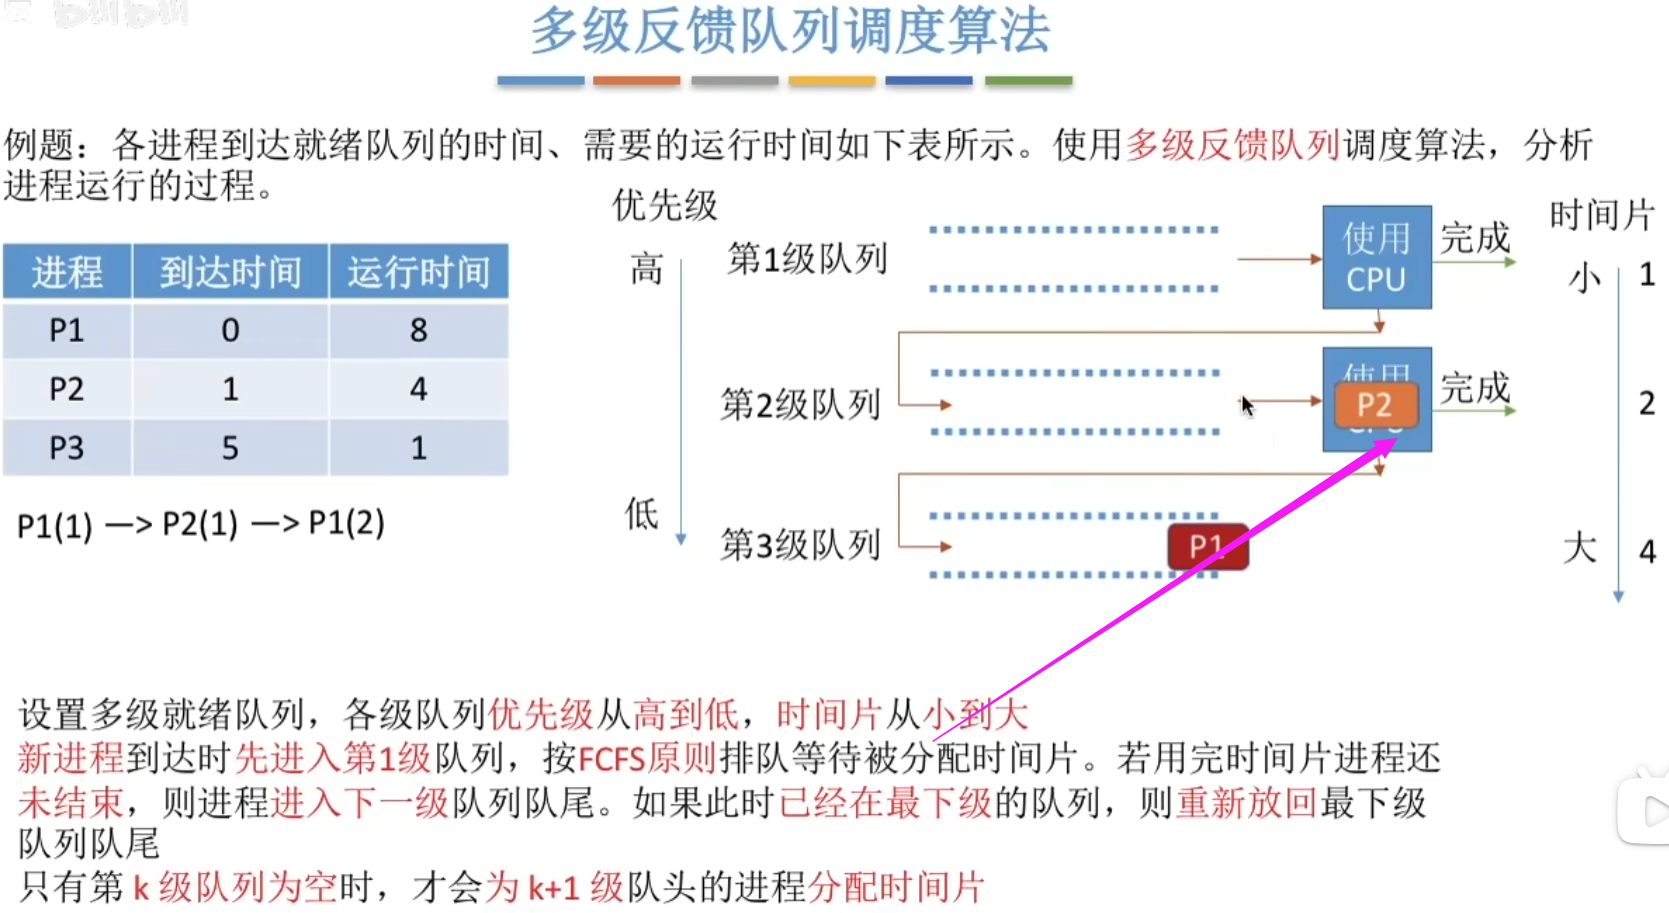 bilibili
多级反馈队列调度算法
例题：各进程到达就绪队列的时间、需要的运行时间如下表所示。使用多级反馈队列调度算法，分析
进程运行的过程。
进程 到达时间 运行时间
P1 0 8
P2 1 4
P3 5 1
P1(1) —> P2(1) —> P1(2)
优先级
高
低
第1级队列
使用
CPU
完成
第2级队列
使用
P2
完成
第3级队列
P1
时间片
小 1
2
大 4
设置多级就绪队列，各级队列优先级从高到低，时间片从小到大
新进程到达时先进入第1级队列，按FCFS原则排队等待被分配时间片。若用完时间片进程还
未结束，则进程进入下一级队列队尾。如果此时已经在最下级的队列，则重新放回最下级
队列队尾
只有第 k 级队列为空时，才会为 k+1 级队头的进程分配时间片